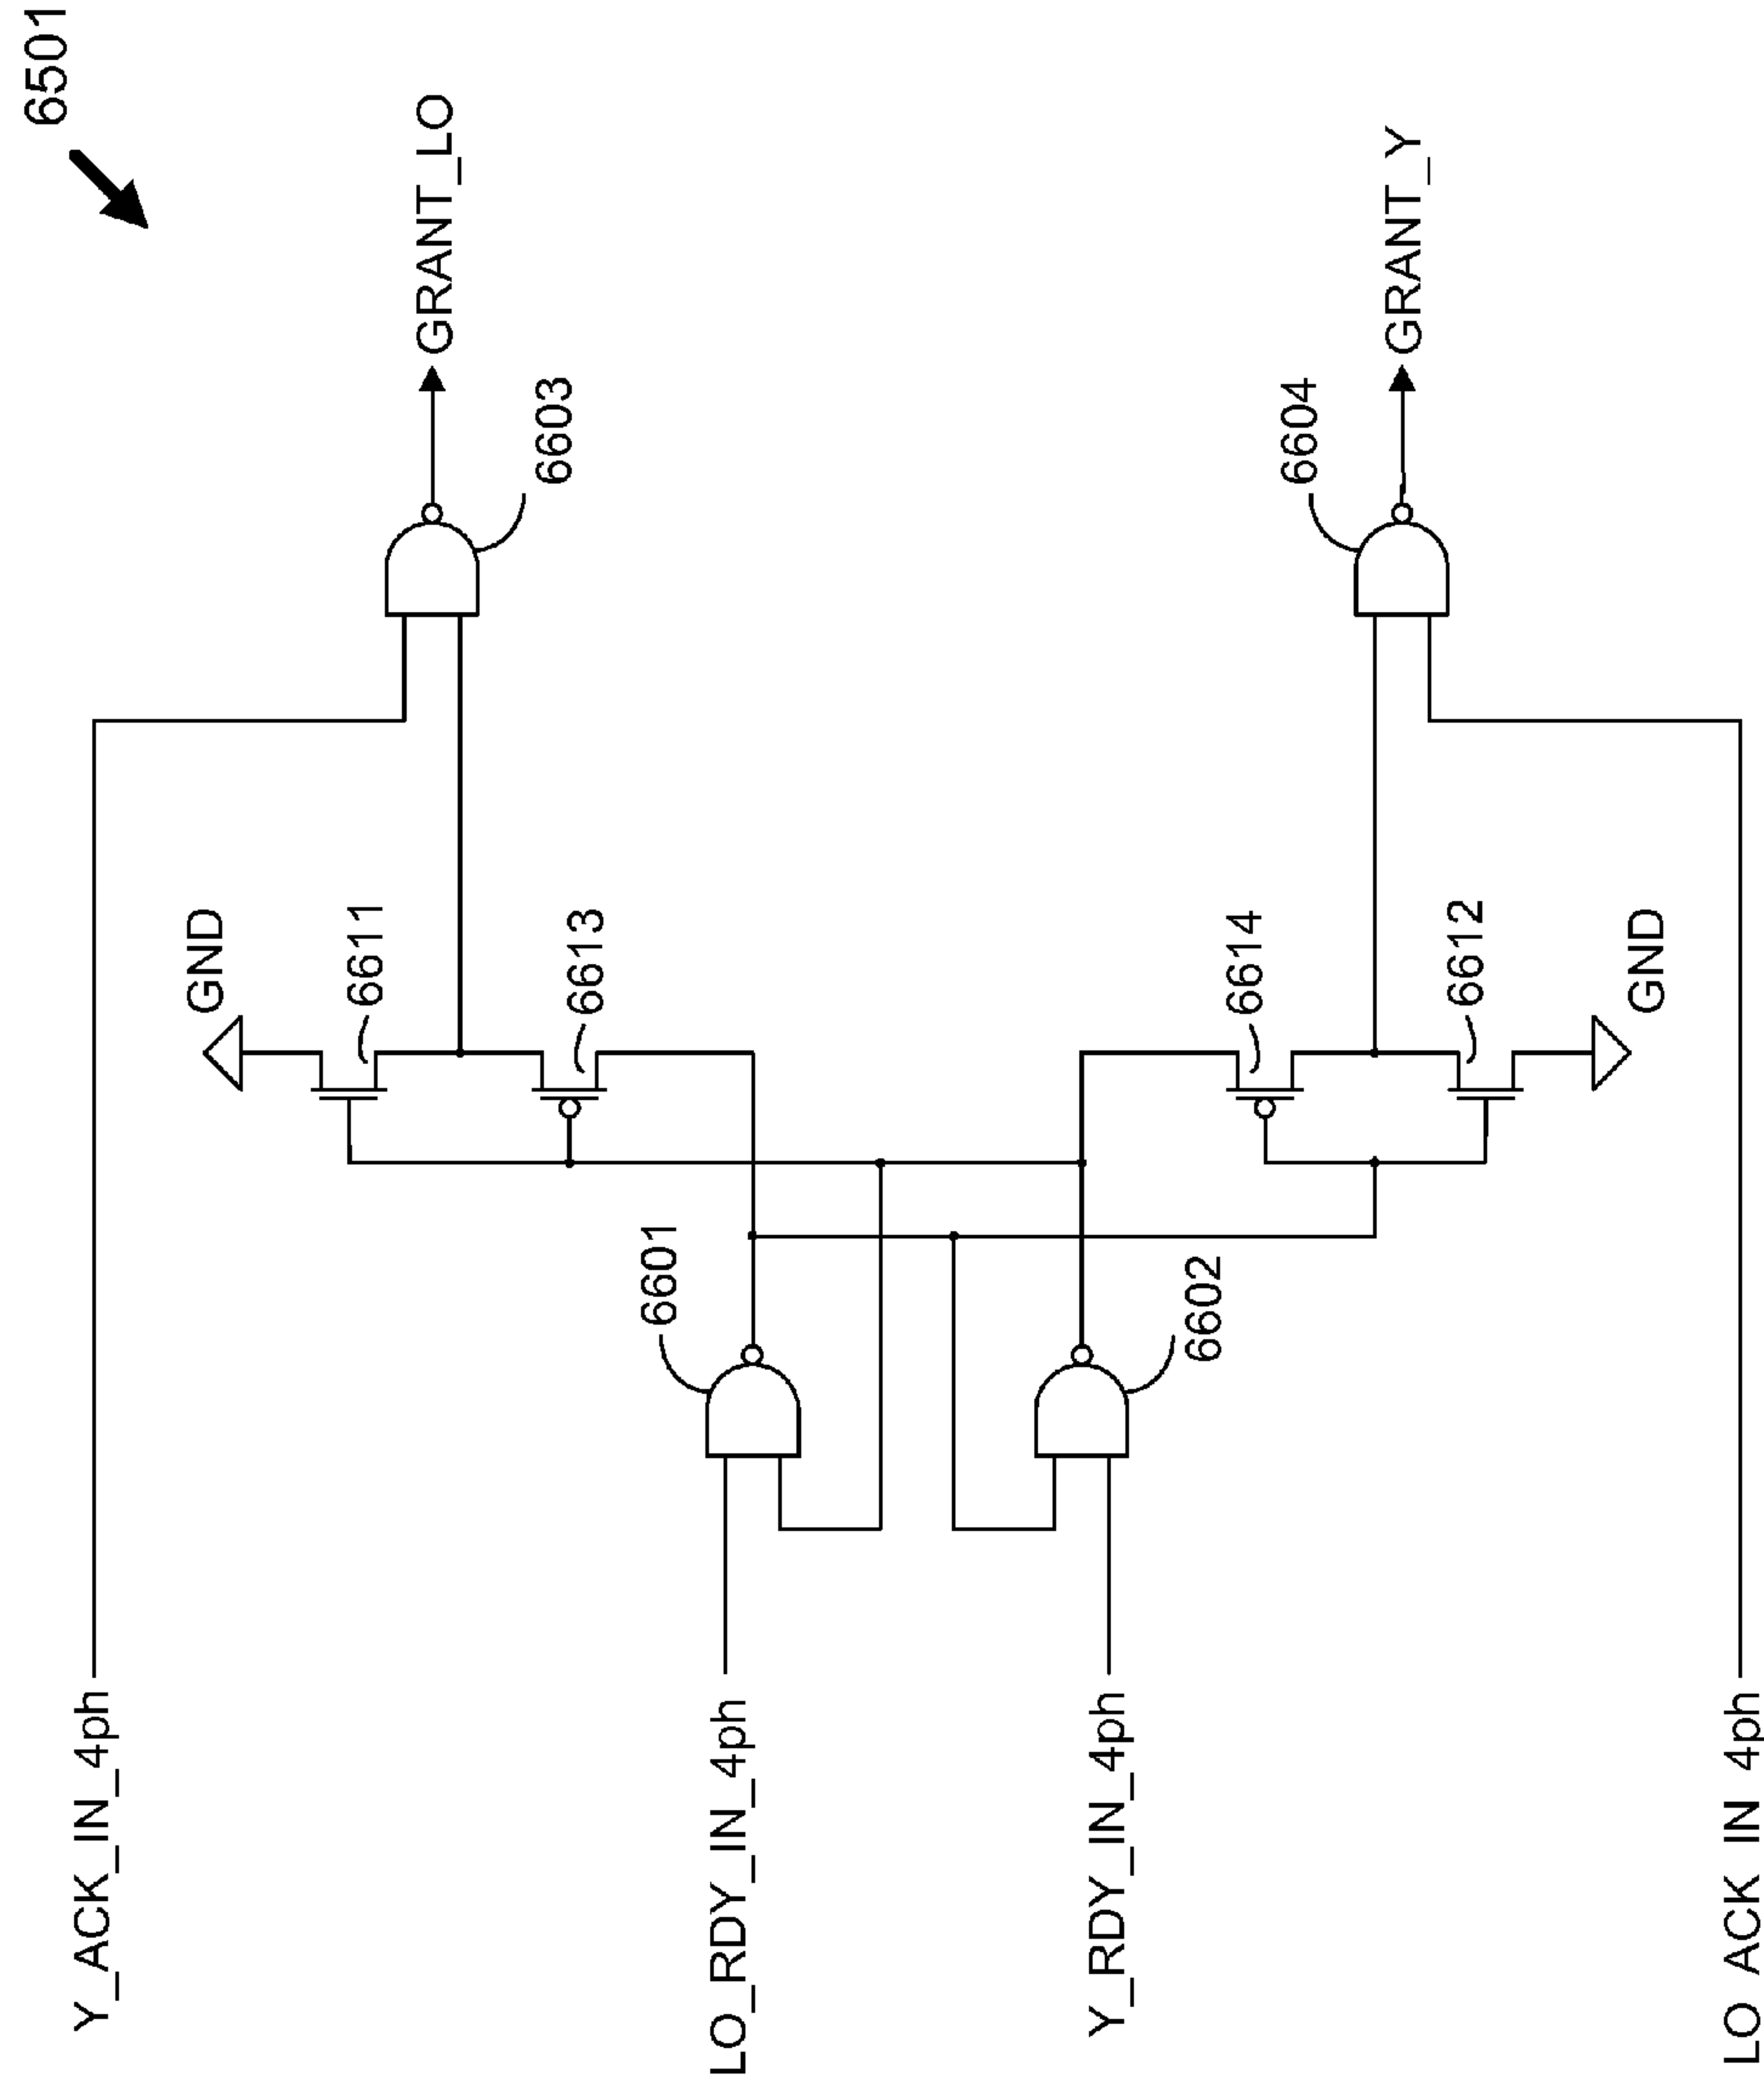 6501
Y_ACK_IN_4ph
GND
6611
6613
GRANT_LO
6603
LO_RDY_IN_4ph
6601
Y_RDY_IN_4ph
6602
6614
6612
GND
6604
GRANT_Y
LO_ACK_IN_4ph